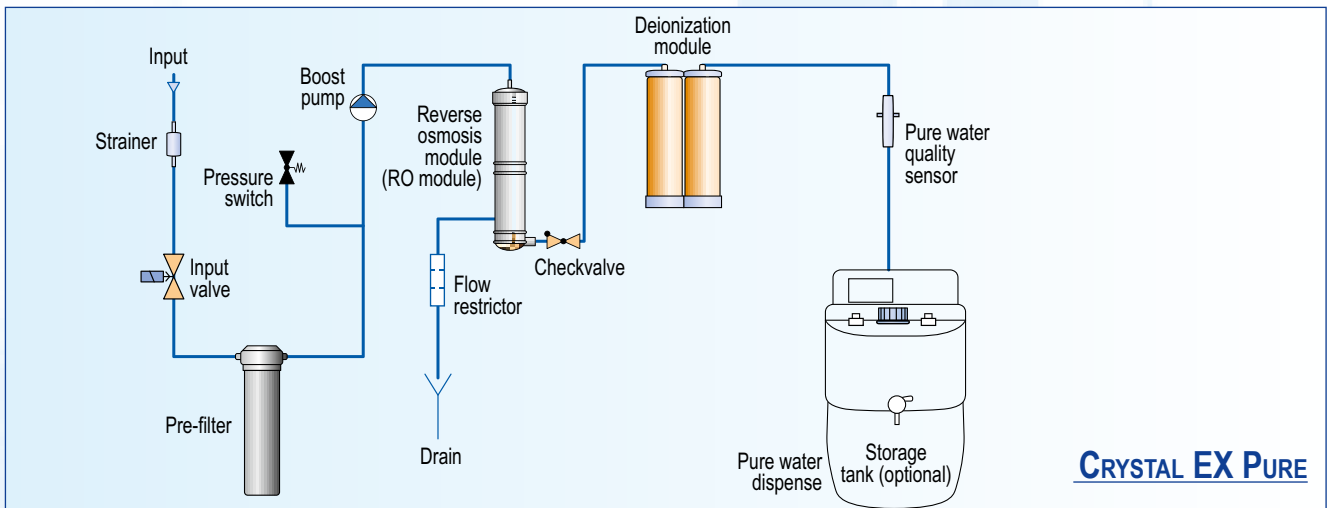 Input
Strainer
Input
valve
Pre-filter
Pressure
switch
Boost
pump
Reverse
osmosis
module
(RO module)
Flow
restrictor
Drain
Checkvalve
Deionization
module
Pure water
quality
sensor
Pure water
dispense
Storage
tank (optional)
CRYSTAL EX PURE